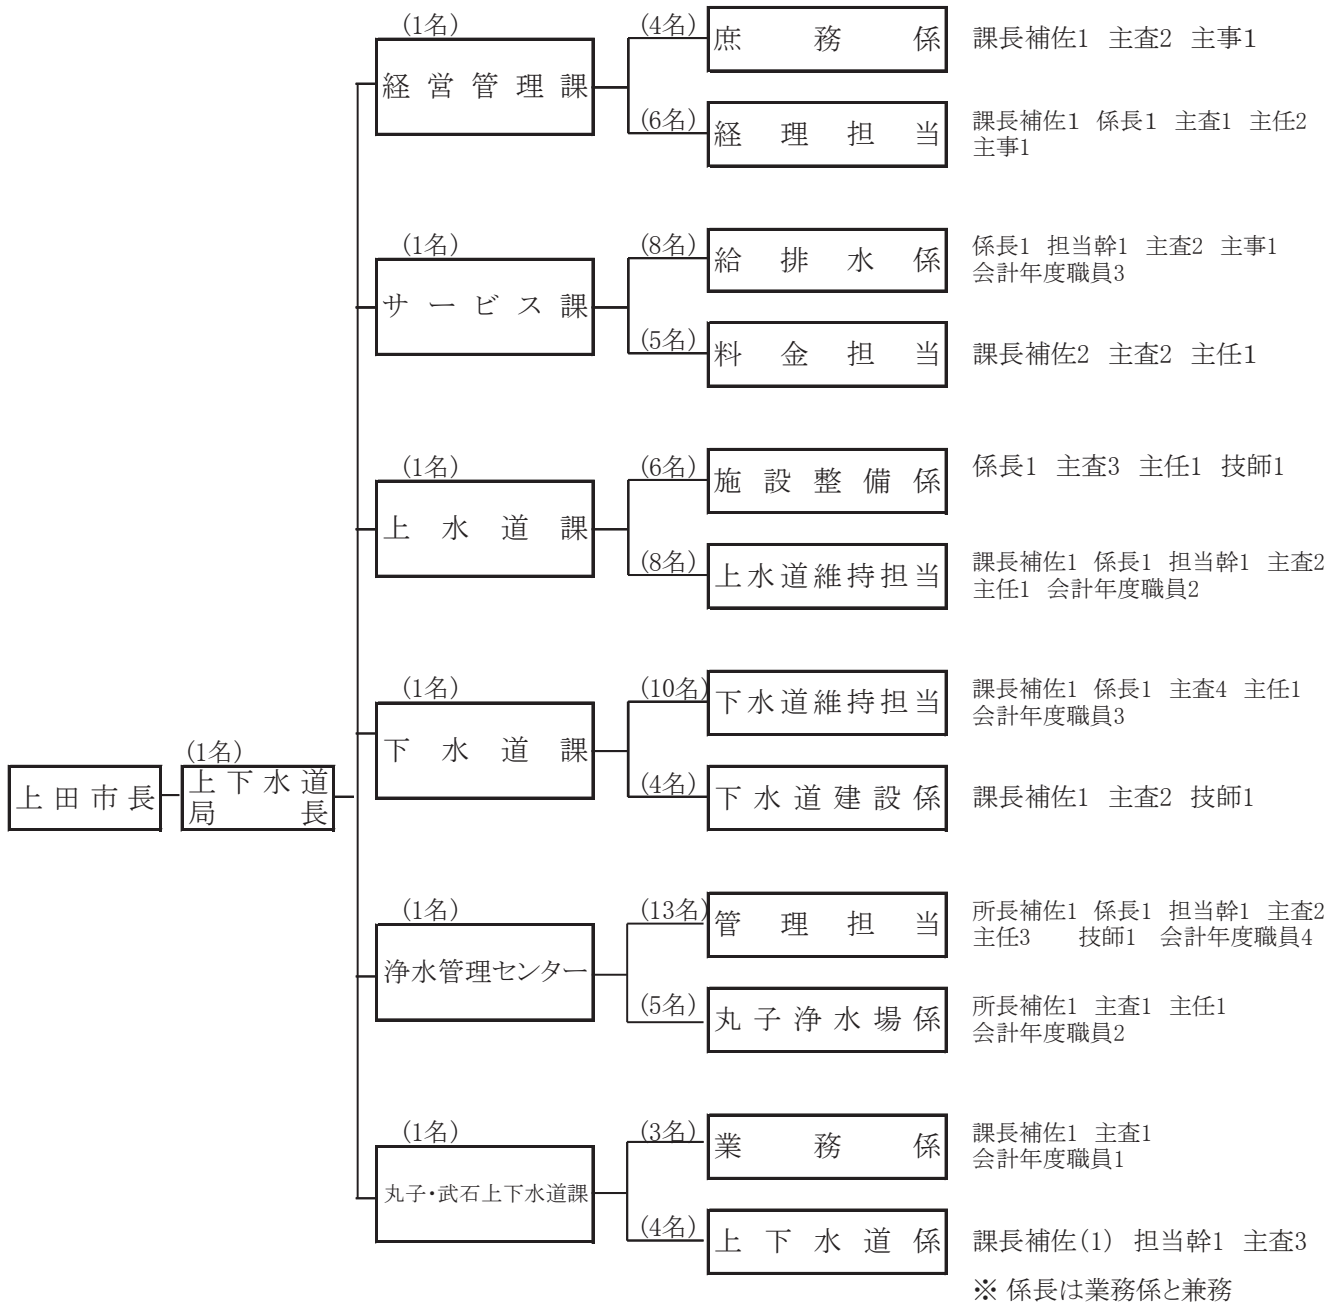 上田市長
(1名)
上下水道
局長
(1名)
経営管理課
(4名)
庶務係
課長補佐1 主査2 主事1
(6名)
経理担当
課長補佐1 係長1 主査1 主任2
主事1
(1名)
サービス課
(8名)
給排水係
係長1 担当幹1 主査2 主事1
会計年度職員3
(5名)
料金担当
課長補佐2 主査2 主任1
(1名)
上水道課
(6名)
施設整備係
係長1 主査3 主任1 技師1
(8名)
上水道維持担当
課長補佐1 係長1 担当幹1 主査2
主任1 会計年度職員2
(1名)
下水道課
(10名)
下水道維持担当
課長補佐1 係長1 主査4 主任1
会計年度職員3
(4名)
下水道建設係
課長補佐1 主査2 技師1
(1名)
浄水管理センター
(13名)
管理担当
所長補佐1 係長1 担当幹1 主査2
主任3 技師1 会計年度職員4
(5名)
丸子浄水場係
所長補佐1 主査1 主任1
会計年度職員2
(1名)
丸子・武石上下水道課
(3名)
業務係
課長補佐1 主査1
会計年度職員1
(4名)
上下水道係
課長補佐(1) 担当幹1 主査3
※ 係長は業務係と兼務